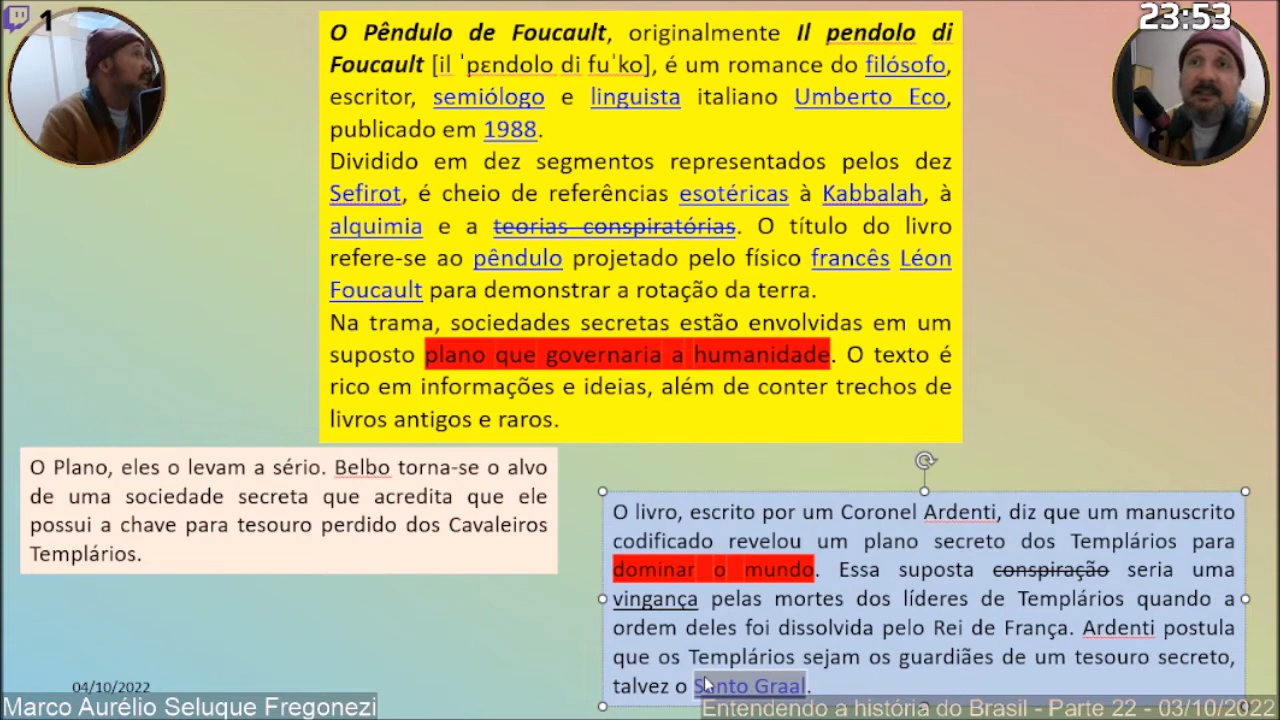 1
23:53
O Pêndulo de Foucault, originalmente Il pendolo di
Foucault [il ˈpɛndolo di fuˈko], é um romance do filósofo,
escritor, semiólogo e linguista italiano Umberto Eco,
publicado em 1988.
Dividido em dez segmentos representados pelos dez
Sefirot, é cheio de referências esotéricas à Kabbalah, à
alquimia e a teorias conspiratórias. O título do livro
refere-se ao pêndulo projetado pelo físico francês Léon
Foucault para demonstrar a rotação da terra.
Na trama, sociedades secretas estão envolvidas em um
suposto plano que governaria a humanidade. O texto é
rico em informações e ideias, além de conter trechos de
livros antigos e raros.
O Plano, eles o levam a sério. Belbo torna-se o alvo
de uma sociedade secreta que acredita que ele
possui a chave para tesouro perdido dos Cavaleiros
Templários.
O livro, escrito por um Coronel Ardenti, diz que um manuscrito
codificado revelou um plano secreto dos Templários para
dominar o mundo. Essa suposta conspiração seria uma
vingança pelas mortes dos líderes de Templários quando a
ordem deles foi dissolvida pelo Rei de França. Ardenti postula
que os Templários sejam os guardiães de um tesouro secreto,
talvez o Santo Graal.
04/10/2022
Marco Aurélio Seluque Fregonezi
Entendendo a história do Brasil - Parte 22 - 03/10/2022